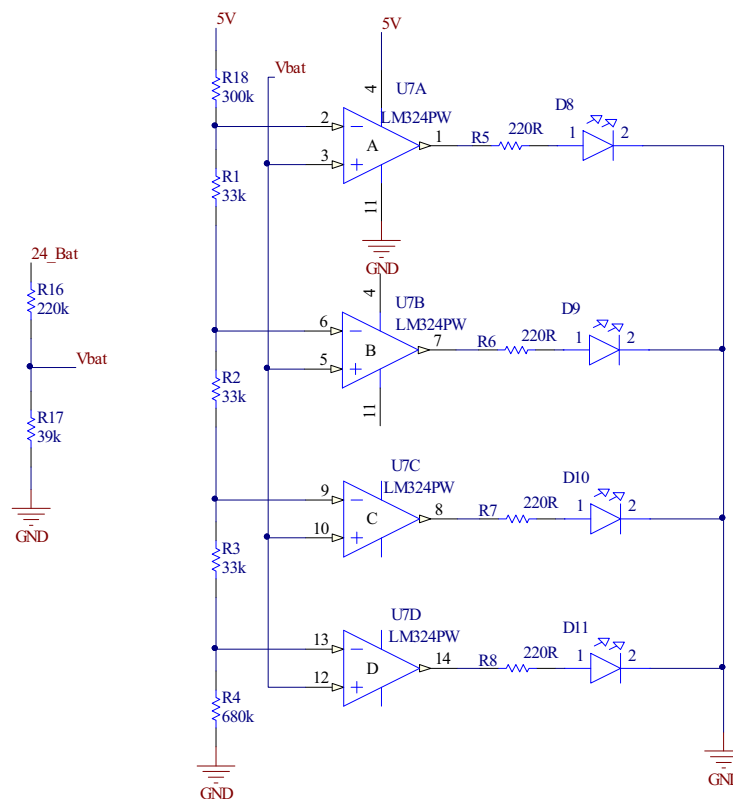 5V
R18
300k
R1
33k
R2
33k
R3
33k
R4
680k
GND
24_Bat
R16
220k
Vbat
R17
39k
GND
Vbat
5V
4
U7A
LM324PW
2
3
A
1
11
GND
R5
220R
D8
1
2
4
U7B
LM324PW
6
5
B
7
11
R6
220R
D9
1
2
U7C
LM324PW
9
10
C
8
R7
220R
D10
1
2
U7D
LM324PW
13
12
D
14
R8
220R
D11
1
2
GND